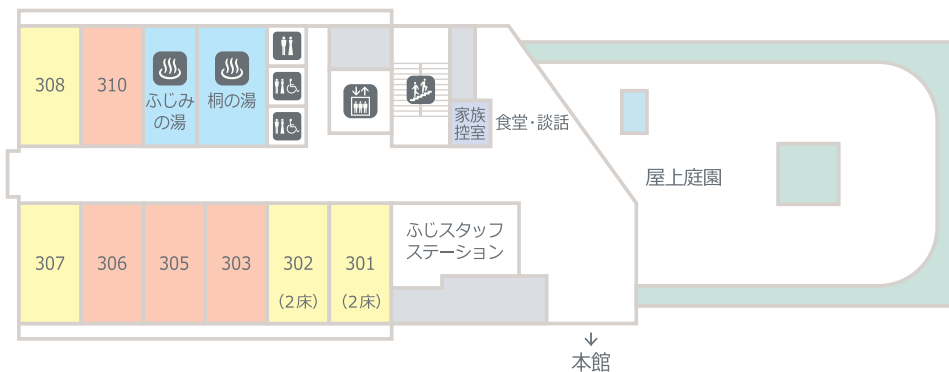 308
310
ふじみ
の湯
桐の湯
家族
控室
食堂・談話
屋上庭園
307
306
305
303
302
(2床)
301
(2床)
ふじスタッフ
ステーション
本館